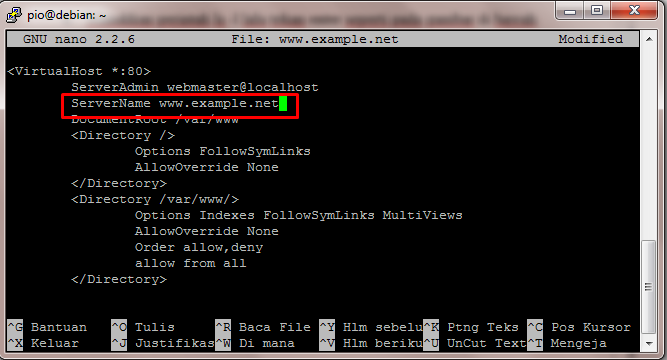 pio@debian: ~
GNU nano 2.2.6 File: www.example.net Modified
<VirtualHost *:80>
ServerAdmin webmaster@localhost
ServerName www.example.net
DocumentRoot /var/www
<Directory />
Options FollowSymLinks
AllowOverride None
</Directory>
<Directory /var/www/>
Options Indexes FollowSymLinks MultiViews
AllowOverride None
Order allow,deny
allow from all
</Directory>
^G Bantuan ^O Tulis ^R Baca File ^Y Hlm sebelu^K Ptng Teks ^C Pos Kursor
^X Keluar ^J Justifikas^W Di mana ^V Hlm beriku^U UnCut Text^T Mengeja